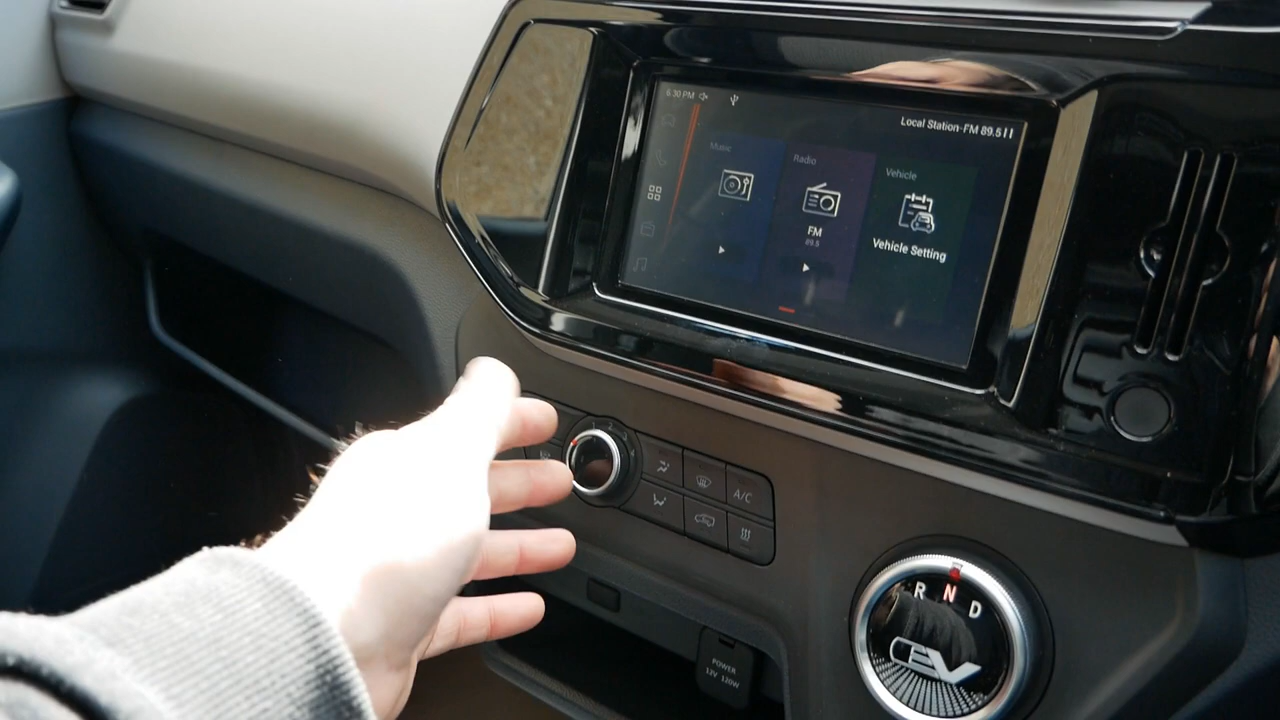 6:30 PM
Local Station-FM 89.5
Music
Radio
FM
89.5
Vehicle
Vehicle Setting
A/C
R N D
EV
POWER
12V 120W